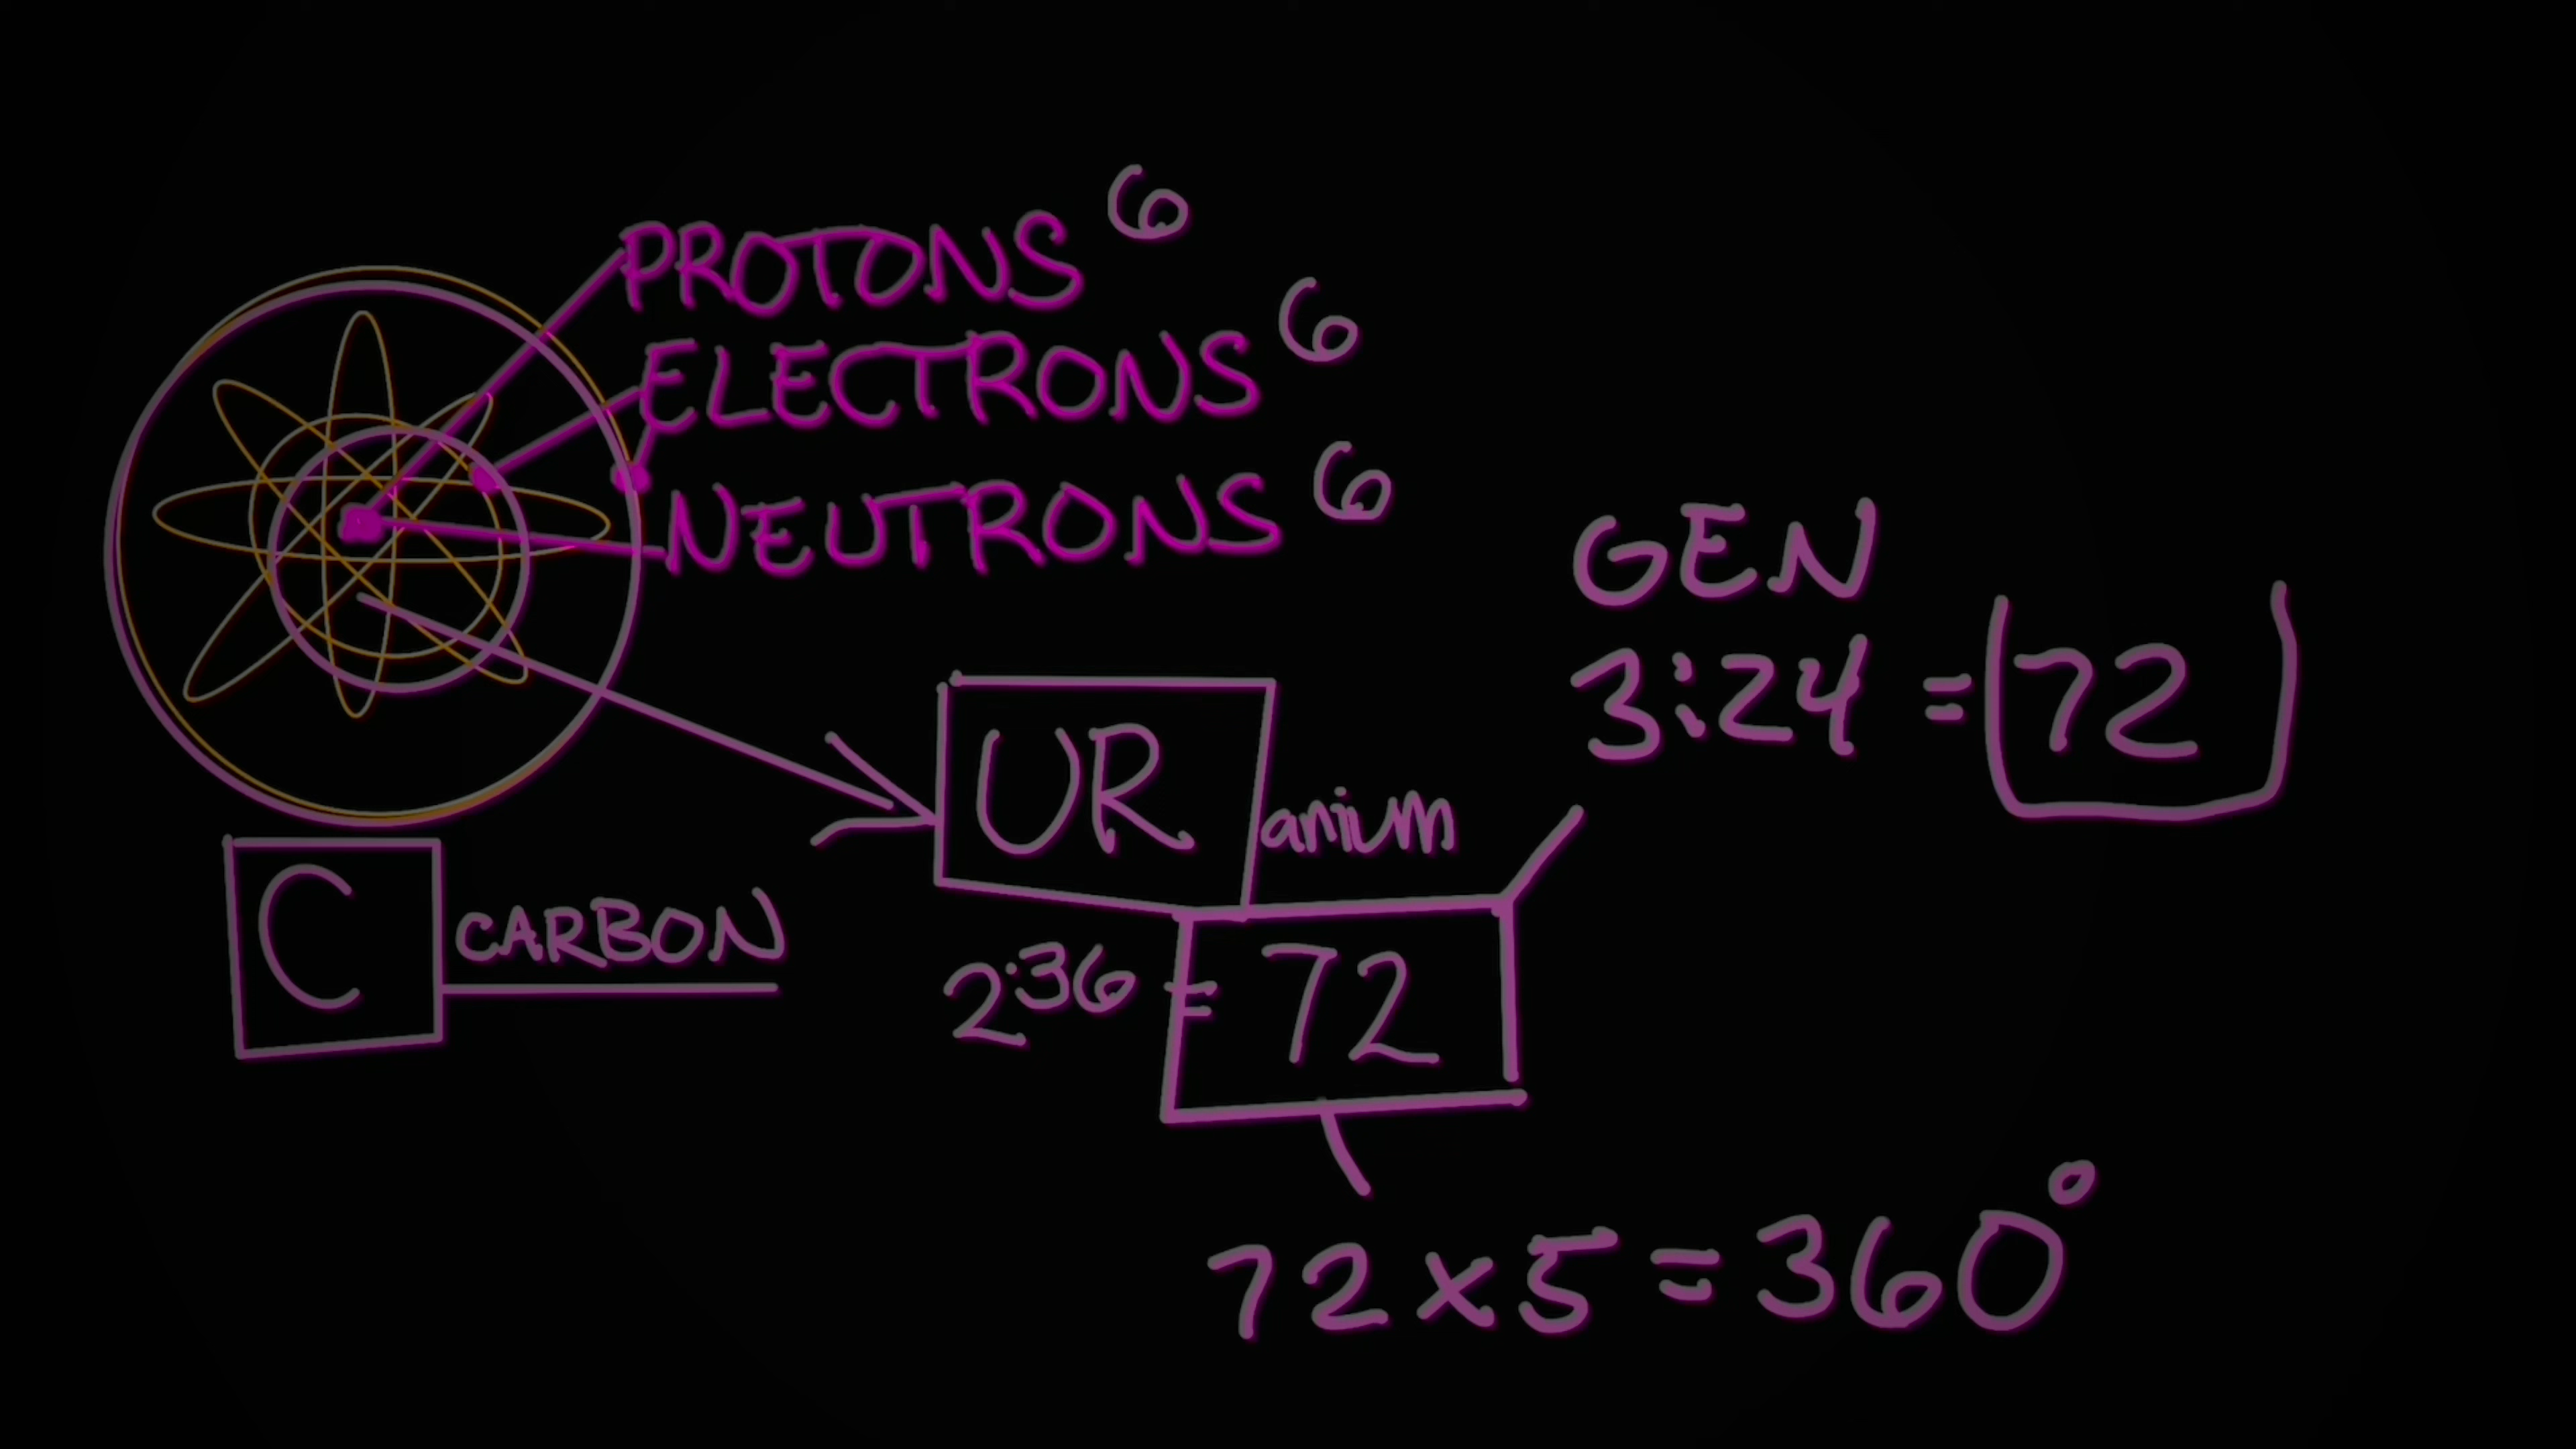 PROTONS 6
ELECTRONS 6
NEUTRONS 6
GEN
3:24 = 72
UR anium
C CARBON
2:36 = 72
72 x 5 = 360°